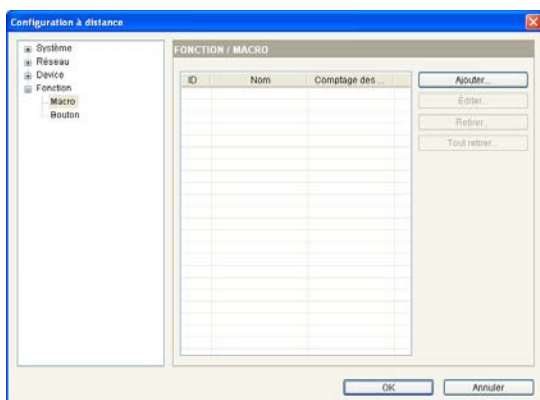 Configuration à distance
Système
Réseau
Device
Fonction
Macro
Bouton
FONCTION / MACRO
ID Nom Comptage des ...
Ajouter...
Éditer...
Retirer...
Tout retirer...
OK Annuler